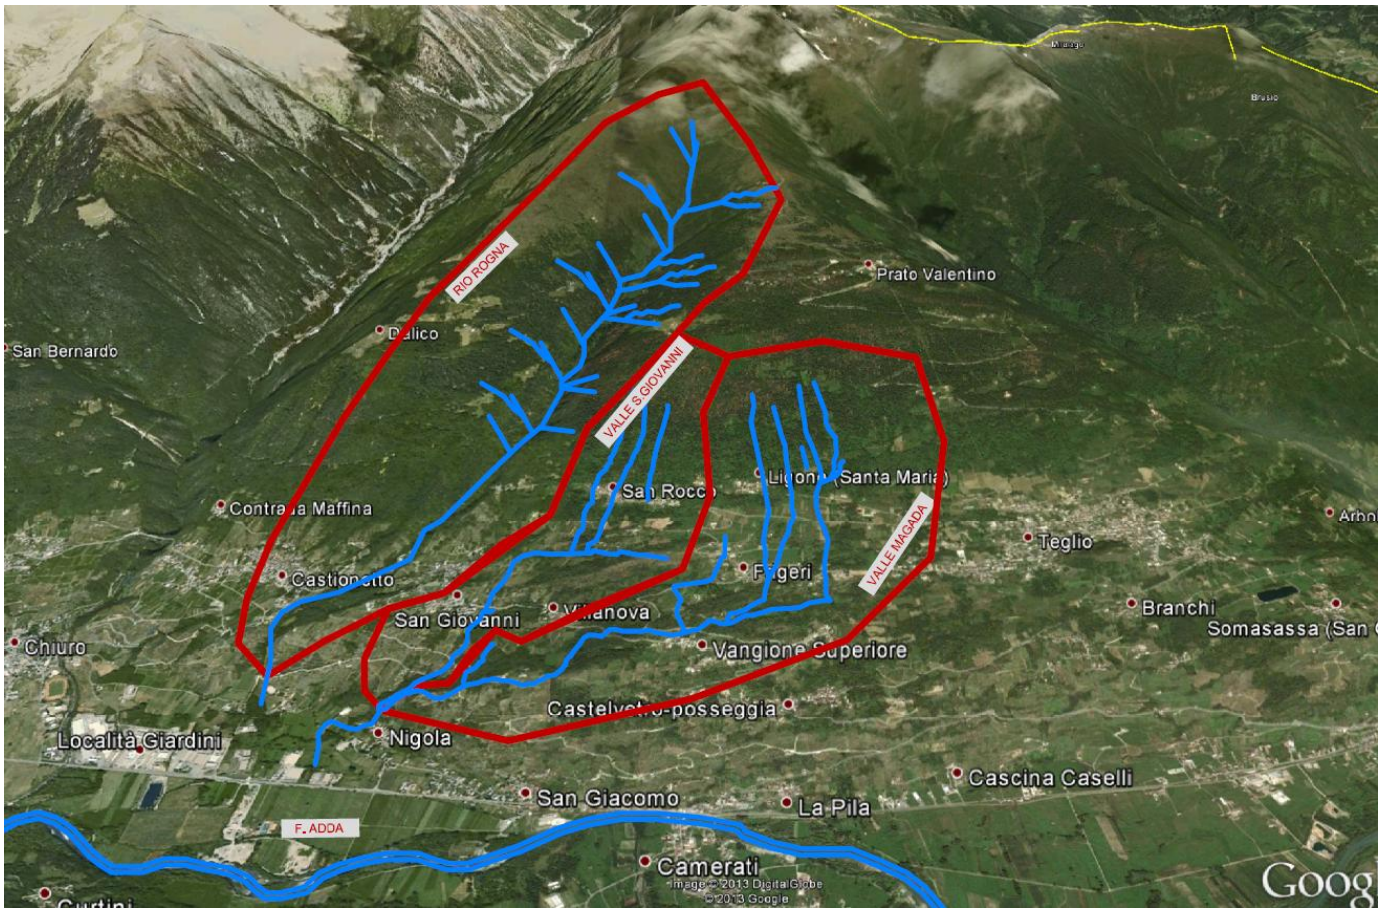 Brusio
RIO ROGNA
Prato Valentino
Dalico
San Bernardo
VALLE S.GIOVANNI
San Rocco
Ligone (Santa Maria)
Contrada Maffina
VALLE MAGADA
Teglio
Castionetto
Frigeri
San Giovanni
Villanova
Branchi
Somasassa (San
Chiuro
Vangione Superiore
Castelvetro-posseggia
Nigola
Località Giardini
Cascina Caselli
San Giacomo
La Pila
F. ADDA
Camerati
Image © 2013 DigitalGlobe
© 2013 Google
Goog